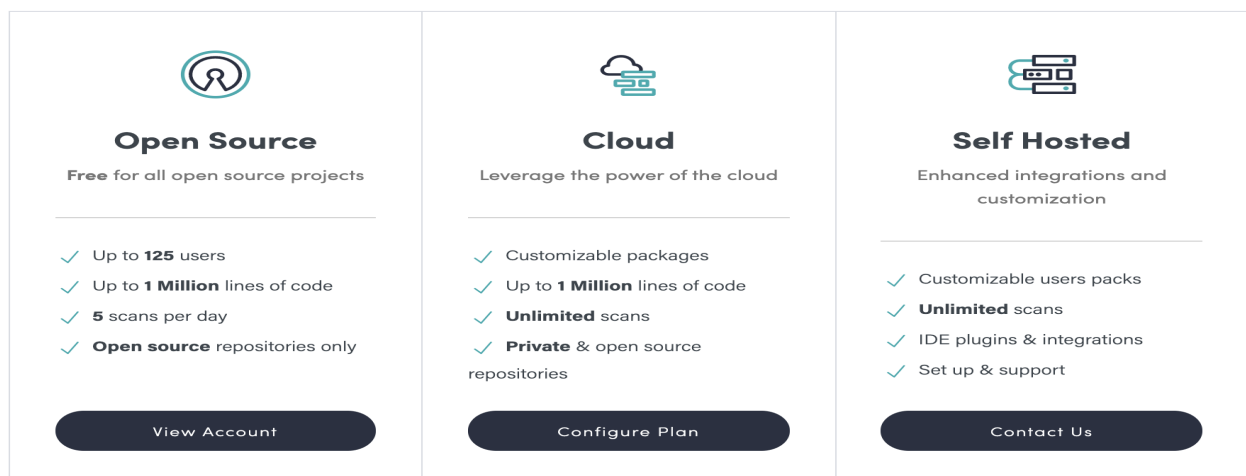 Open Source
Free for all open source projects
Up to 125 users
Up to 1 Million lines of code
5 scans per day
Open source repositories only
View Account
Cloud
Leverage the power of the cloud
Customizable packages
Up to 1 Million lines of code
Unlimited scans
Private & open source
repositories
Configure Plan
Self Hosted
Enhanced integrations and
customization
Customizable users packs
Unlimited scans
IDE plugins & integrations
Set up & support
Contact Us